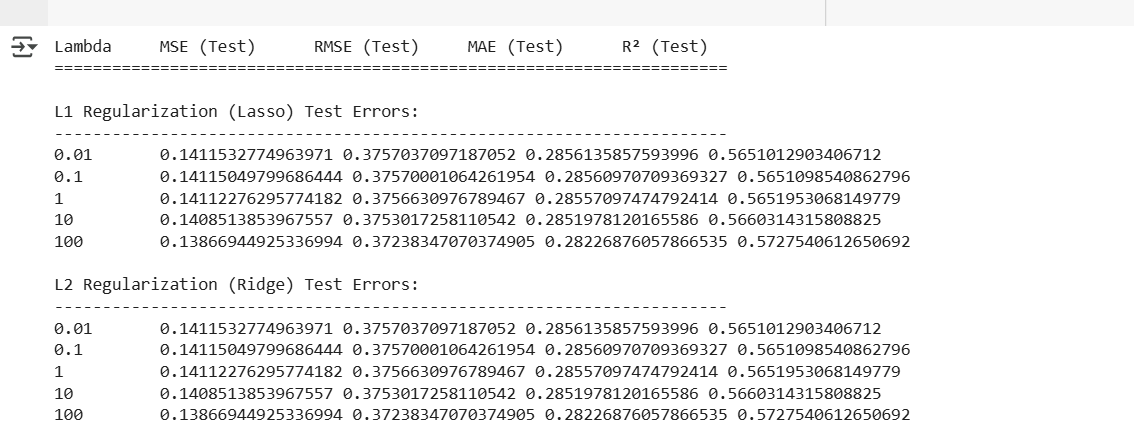 Lambda MSE (Test) RMSE (Test) MAE (Test) R² (Test)
======================================================================
L1 Regularization (Lasso) Test Errors:
----------------------------------------------------------------------
0.01 0.1411532774963971 0.3757037097187052 0.2856135857593996 0.5651012903406712
0.1 0.14115049799686444 0.37570001064261954 0.28560970709369327 0.5651098540862796
1 0.14112276295774182 0.3756630976789467 0.28557097474792414 0.5651953068149779
10 0.1408513853967557 0.3753017258110542 0.2851978120165586 0.5660314315808825
100 0.13866944925336994 0.37238347070374905 0.28226876057866535 0.5727540612650692
L2 Regularization (Ridge) Test Errors:
----------------------------------------------------------------------
0.01 0.1411532774963971 0.3757037097187052 0.2856135857593996 0.5651012903406712
0.1 0.14115049799686444 0.37570001064261954 0.28560970709369327 0.5651098540862796
1 0.14112276295774182 0.3756630976789467 0.28557097474792414 0.5651953068149779
10 0.1408513853967557 0.3753017258110542 0.2851978120165586 0.5660314315808825
100 0.13866944925336994 0.37238347070374905 0.28226876057866535 0.5727540612650692